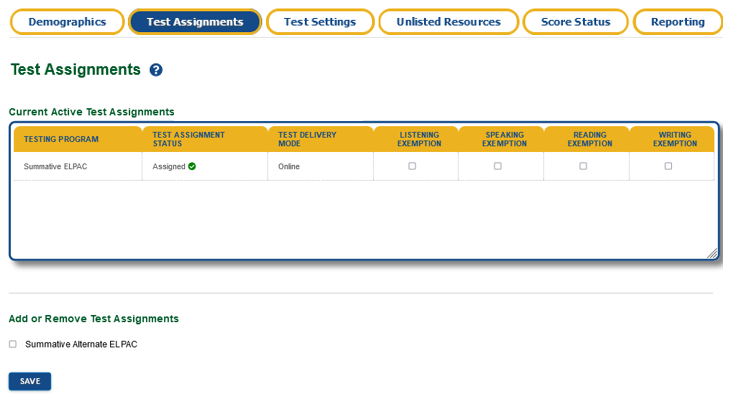 Demographics Test Assignments Test Settings Unlisted Resources Score Status Reporting
Test Assignments ?
Current Active Test Assignments
TESTING PROGRAM TEST ASSIGNMENT STATUS TEST DELIVERY MODE LISTENING EXEMPTION SPEAKING EXEMPTION READING EXEMPTION WRITING EXEMPTION
Summative ELPAC Assigned Online
Add or Remove Test Assignments
Summative Alternate ELPAC
SAVE